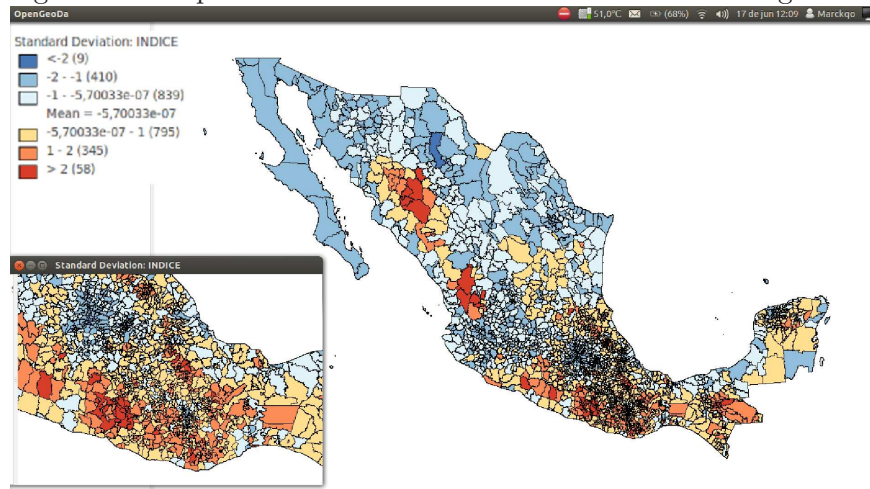 OpenGeoDa 51,0°C (68%) 17 de jun 12:09 Marckqo
Standard Deviation: INDICE
<-2 (9)
-2 - -1 (410)
-1 - -5,70033e-07 (839)
Mean = -5,70033e-07
-5,70033e-07 - 1 (795)
1 - 2 (345)
> 2 (58)
Standard Deviation: INDICE